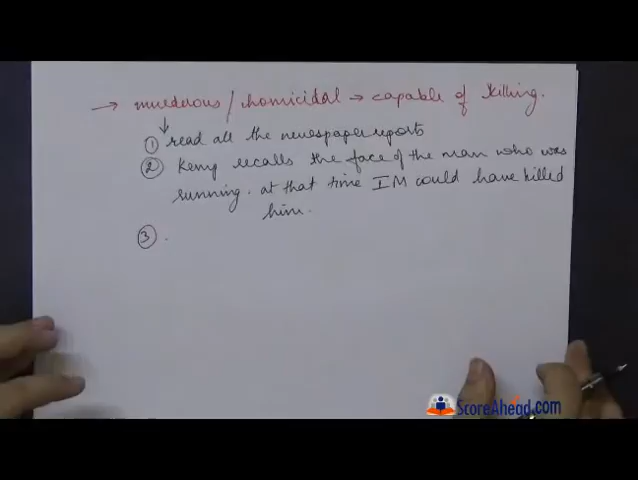 → murderous / homicidal → capable of killing.
① read all the newspaper reports
② Kemp recalls the face of the man who was
running. at that time IM could have killed
him.
③ .
ScoreAhead.com